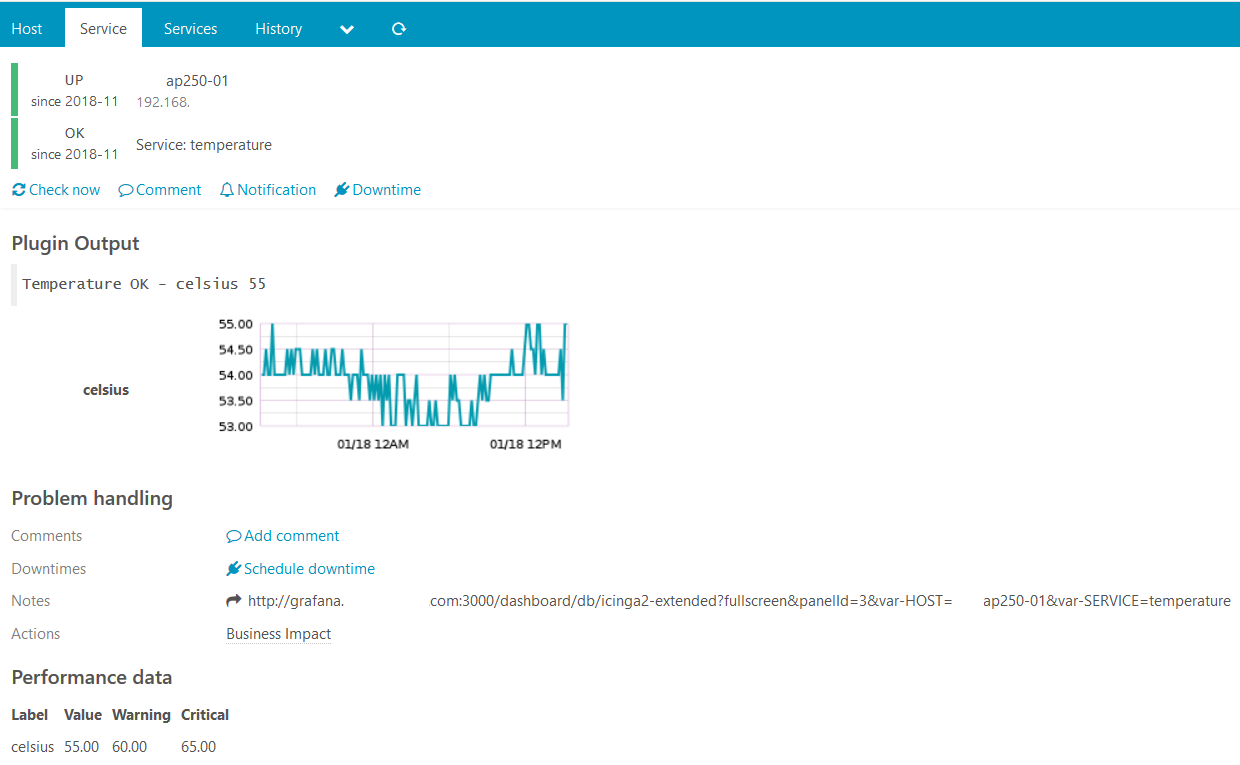 Host Service Services History
UP ap250-01
since 2018-11 192.168.
OK
since 2018-11 Service: temperature
Check now Comment Notification Downtime
Plugin Output
Temperature OK - celsius 55
celsius
55.00
54.50
54.00
53.50
53.00
01/18 12AM 01/18 12PM
Problem handling
Comments Add comment
Downtimes Schedule downtime
Notes http://grafana. .com:3000/dashboard/db/icinga2-extended?fullscreen&panelId=3&var-HOST= ap250-01&var-SERVICE=temperature
Actions Business Impact
Performance data
Label Value Warning Critical
celsius 55.00 60.00 65.00